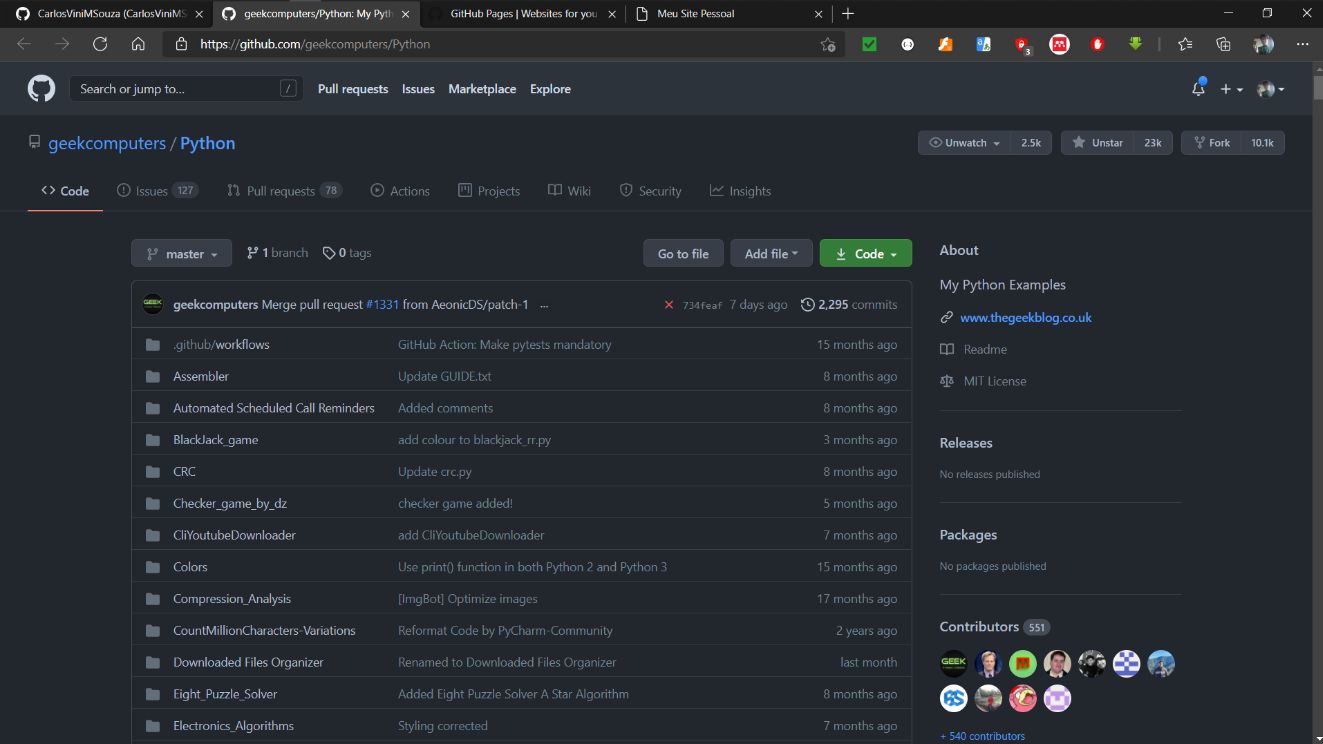 CarlosViniMSouza (CarlosViniMS
geekcomputers/Python: My Pyth
GitHub Pages | Websites for you
Meu Site Pessoal
https://github.com/geekcomputers/Python
3
Search or jump to...
/
Pull requests
Issues
Marketplace
Explore
geekcomputers / Python
Unwatch 2.5k
Unstar 23k
Fork 10.1k
<> Code
Issues 127
Pull requests 78
Actions
Projects
Wiki
Security
Insights
master
1 branch
0 tags
Go to file
Add file
Code
GEEK
geekcomputers Merge pull request #1331 from AeonicDS/patch-1 ...
734feaf 7 days ago
2,295 commits
.github/workflows GitHub Action: Make pytests mandatory 15 months ago
Assembler Update GUIDE.txt 8 months ago
Automated Scheduled Call Reminders Added comments 8 months ago
BlackJack_game add colour to blackjack_rr.py 3 months ago
CRC Update crc.py 8 months ago
Checker_game_by_dz checker game added! 5 months ago
CliYoutubeDownloader add CliYoutubeDownloader 7 months ago
Colors Use print() function in both Python 2 and Python 3 15 months ago
Compression_Analysis [ImgBot] Optimize images 17 months ago
CountMillionCharacters-Variations Reformat Code by PyCharm-Community 2 years ago
Downloaded Files Organizer Renamed to Downloaded Files Organizer last month
Eight_Puzzle_Solver Added Eight Puzzle Solver A Star Algorithm 8 months ago
Electronics_Algorithms Styling corrected 7 months ago
About
My Python Examples
www.thegeekblog.co.uk
Readme
MIT License
Releases
No releases published
Packages
No packages published
Contributors 551
GEEK
+ 540 contributors